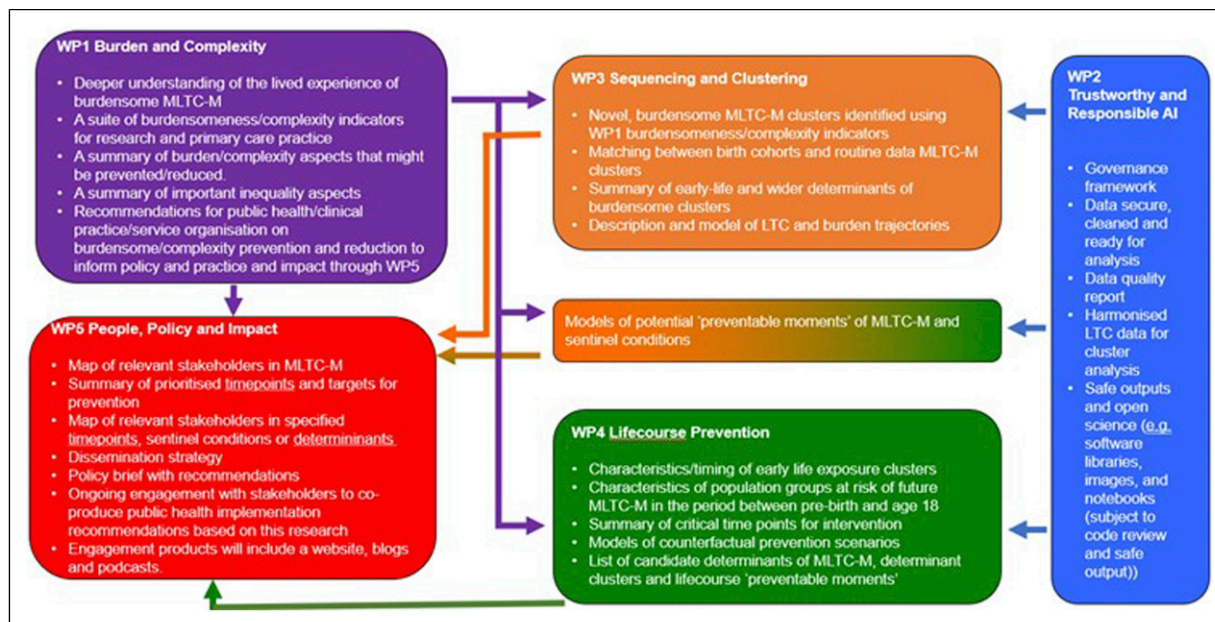 WP1 Burden and Complexity
• Deeper understanding of the lived experience of
burdensome MLTC-M
• A suite of burdensomeness/complexity indicators
for research and primary care practice
• A summary of burden/complexity aspects that might
be prevented/reduced.
• A summary of important inequality aspects
• Recommendations for public health/clinical
practice/service organisation on
burdensome/complexity prevention and reduction to
inform policy and practice and impact through WP5
WP3 Sequencing and Clustering
• Novel, burdensome MLTC-M clusters identified using
WP1 burdensomeness/complexity indicators
• Matching between birth cohorts and routine data MLTC-M
clusters
• Summary of early-life and wider determinants of
burdensome clusters
• Description and model of LTC and burden trajectories
WP2
Trustworthy and
Responsible AI
• Governance
framework
• Data secure,
cleaned and
ready for
analysis
• Data quality
report
• Harmonised
LTC data for
cluster
analysis
• Safe outputs
and open
science (e.g.
software
libraries,
images, and
notebooks
(subject to
code review
and safe
output))
WP5 People, Policy and Impact
• Map of relevant stakeholders in MLTC-M
• Summary of prioritised timepoints and targets for
prevention
• Map of relevant stakeholders in specified
timepoints, sentinel conditions or determininants
• Dissemination strategy
• Policy brief with recommendations
• Ongoing engagement with stakeholders to co-
produce public health implementation
recommendations based on this research
• Engagement products will include a website, blogs
and podcasts.
Models of potential 'preventable moments' of MLTC-M and
sentinel conditions
WP4 Lifecourse Prevention
• Characteristics/timing of early life exposure clusters
• Characteristics of population groups at risk of future
MLTC-M in the period between pre-birth and age 18
• Summary of critical time points for intervention
• Models of counterfactual prevention scenarios
• List of candidate determinants of MLTC-M, determinant
clusters and lifecourse 'preventable moments'